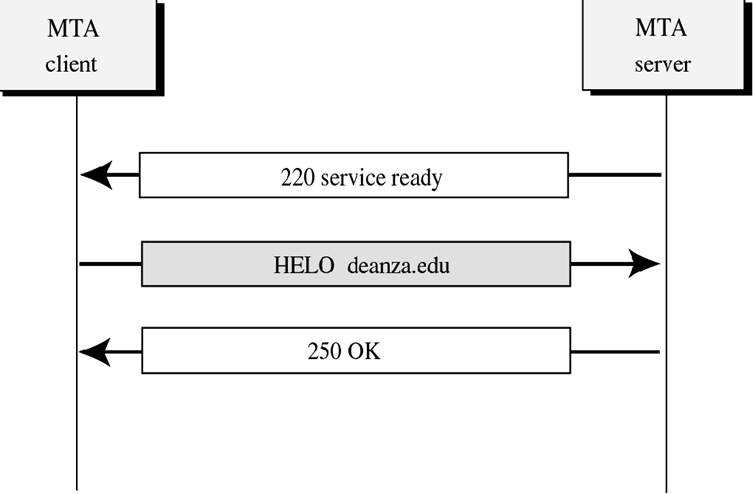 MTA
client
MTA
server
220 service ready
HELO deanza.edu
250 OK